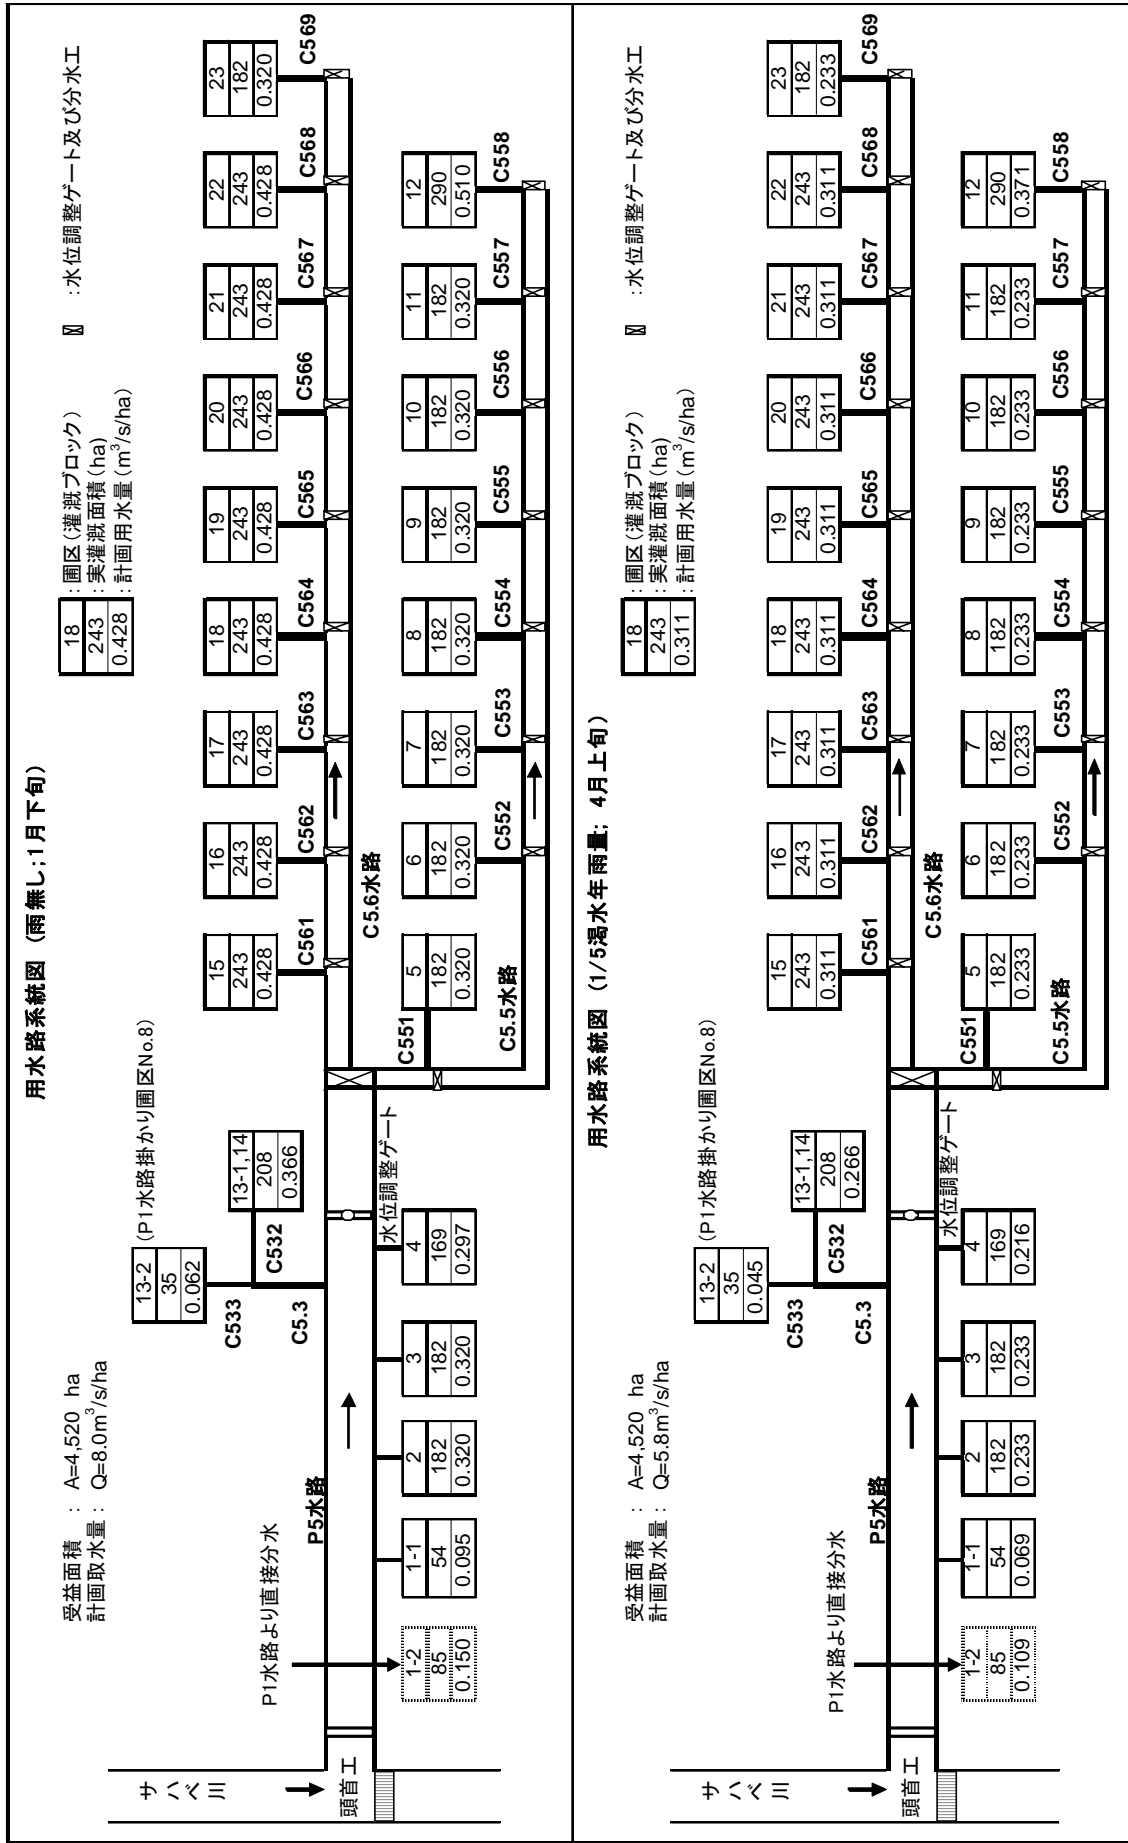 用水路系統図 (雨無し;1月下旬)
受益面積 : A=4,520 ha
計画取水量 : Q=8.0m³/s/ha
18 :圃区(灌漑ブロック)
243 :実灌漑面積(ha)
0.428 :計画用水量(m³/s/ha)
:水位調整ゲート及び分水工
13-2
35
0.062
(P1水路掛かり圃区No.8)
C533
C532
13-1,14
208
0.366
C5.3
15
243
0.428
C561
16
243
0.428
C562
17
243
0.428
C563
18
243
0.428
C564
19
243
0.428
C565
20
243
0.428
C566
21
243
0.428
C567
22
243
0.428
C568
23
182
0.320
C569
サバベ川
頭首工
P1水路より直接分水
P5水路
水位調整ゲート
C5.6水路
1-2
85
0.150
1-1
54
0.095
2
182
0.320
3
182
0.320
4
169
0.297
C551
5
182
0.320
6
182
0.320
C552
7
182
0.320
C553
8
182
0.320
C554
9
182
0.320
C555
10
182
0.320
C556
11
182
0.320
C557
12
290
0.510
C558
C5.5水路
用水路系統図 (1/5渇水年雨量; 4月上旬)
受益面積 : A=4,520 ha
計画取水量 : Q=5.8m³/s/ha
18 :圃区(灌漑ブロック)
243 :実灌漑面積(ha)
0.311 :計画用水量(m³/s/ha)
:水位調整ゲート及び分水工
13-2
35
0.045
(P1水路掛かり圃区No.8)
C533
C532
13-1,14
208
0.266
C5.3
15
243
0.311
C561
16
243
0.311
C562
17
243
0.311
C563
18
243
0.311
C564
19
243
0.311
C565
20
243
0.311
C566
21
243
0.311
C567
22
243
0.311
C568
23
182
0.233
C569
サバベ川
頭首工
P1水路より直接分水
P5水路
水位調整ゲート
C5.6水路
1-2
85
0.109
1-1
54
0.069
2
182
0.233
3
182
0.233
4
169
0.216
C551
5
182
0.233
6
182
0.233
C552
7
182
0.233
C553
8
182
0.233
C554
9
182
0.233
C555
10
182
0.233
C556
11
182
0.233
C557
12
290
0.371
C558
C5.5水路